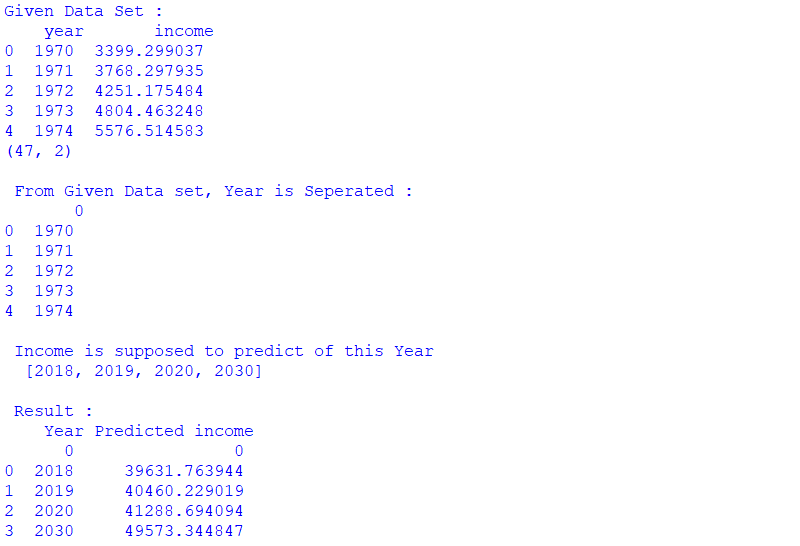 Given Data Set :
year income
0 1970 3399.299037
1 1971 3768.297935
2 1972 4251.175484
3 1973 4804.463248
4 1974 5576.514583
(47, 2)
From Given Data set, Year is Seperated :
0
0 1970
1 1971
2 1972
3 1973
4 1974
Income is supposed to predict of this Year
[2018, 2019, 2020, 2030]
Result :
Year Predicted income
0 0
0 2018 39631.763944
1 2019 40460.229019
2 2020 41288.694094
3 2030 49573.344847